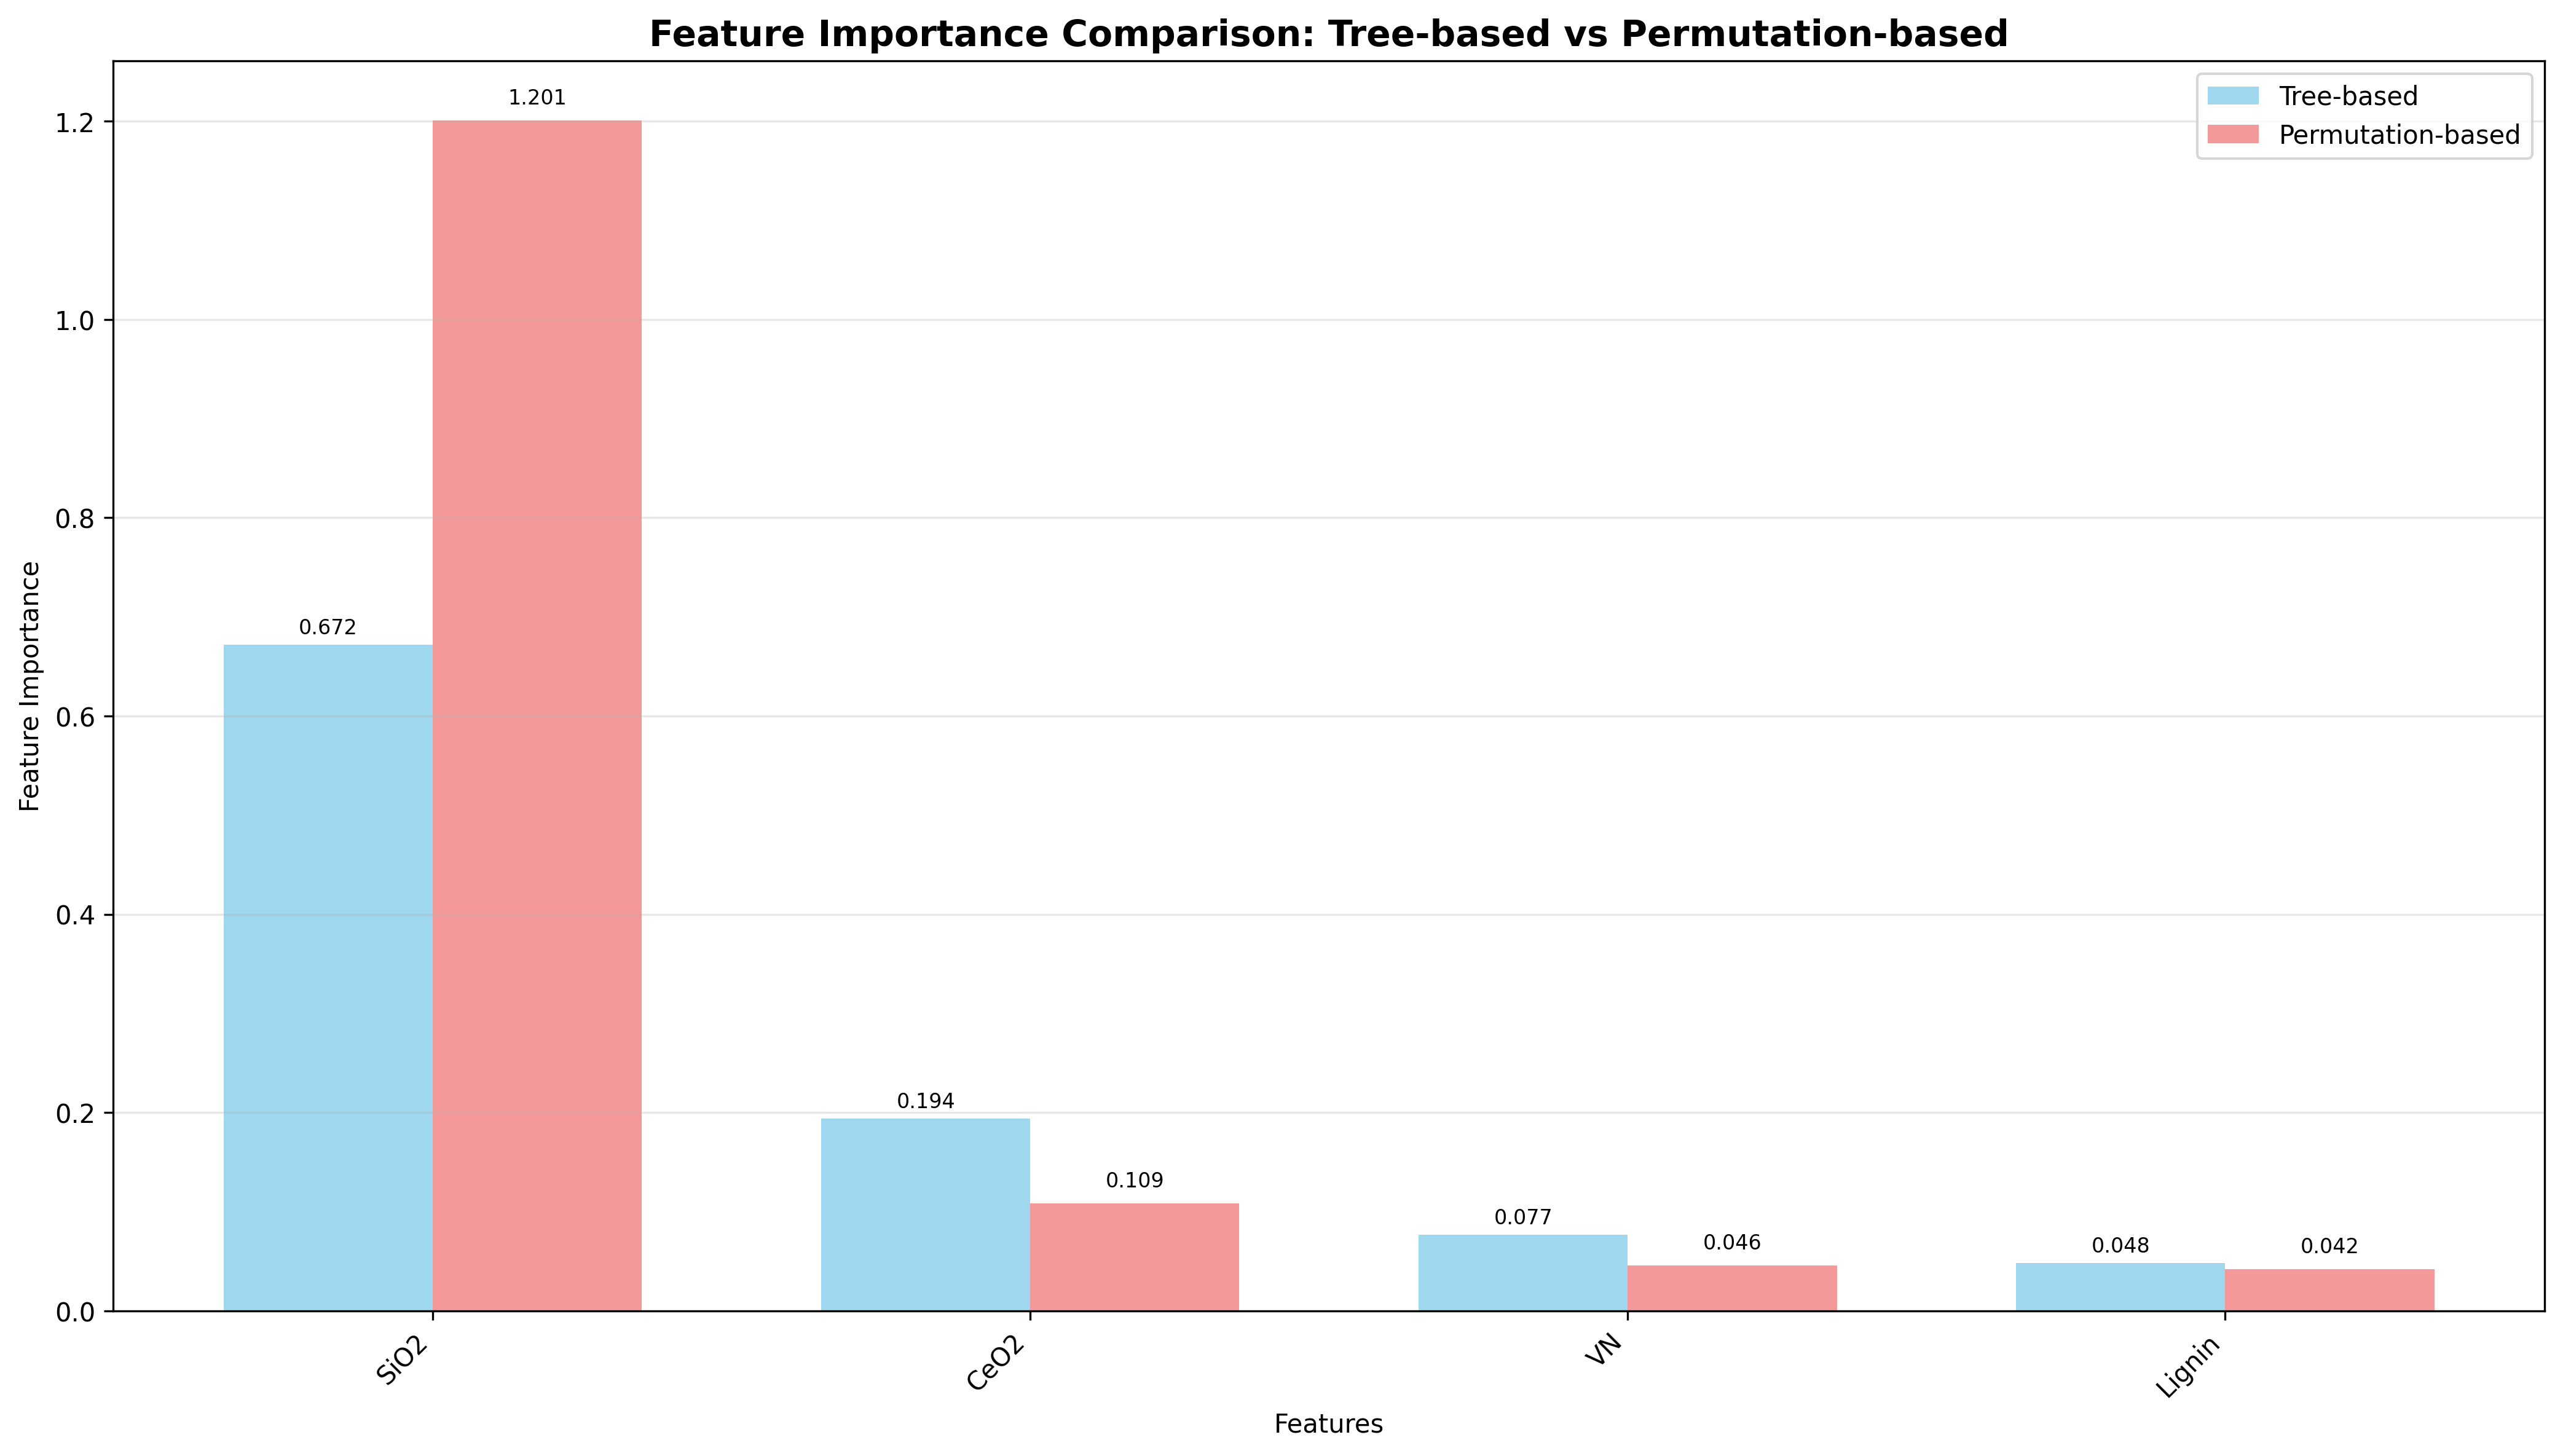 Feature Importance Comparison: Tree-based vs Permutation-based
Tree-based
Permutation-based
Feature Importance
1.2
1.0
0.8
0.6
0.4
0.2
0.0
0.672
1.201
0.194
0.109
0.077
0.046
0.048
0.042
SiO2
CeO2
VN
Lignin
Features